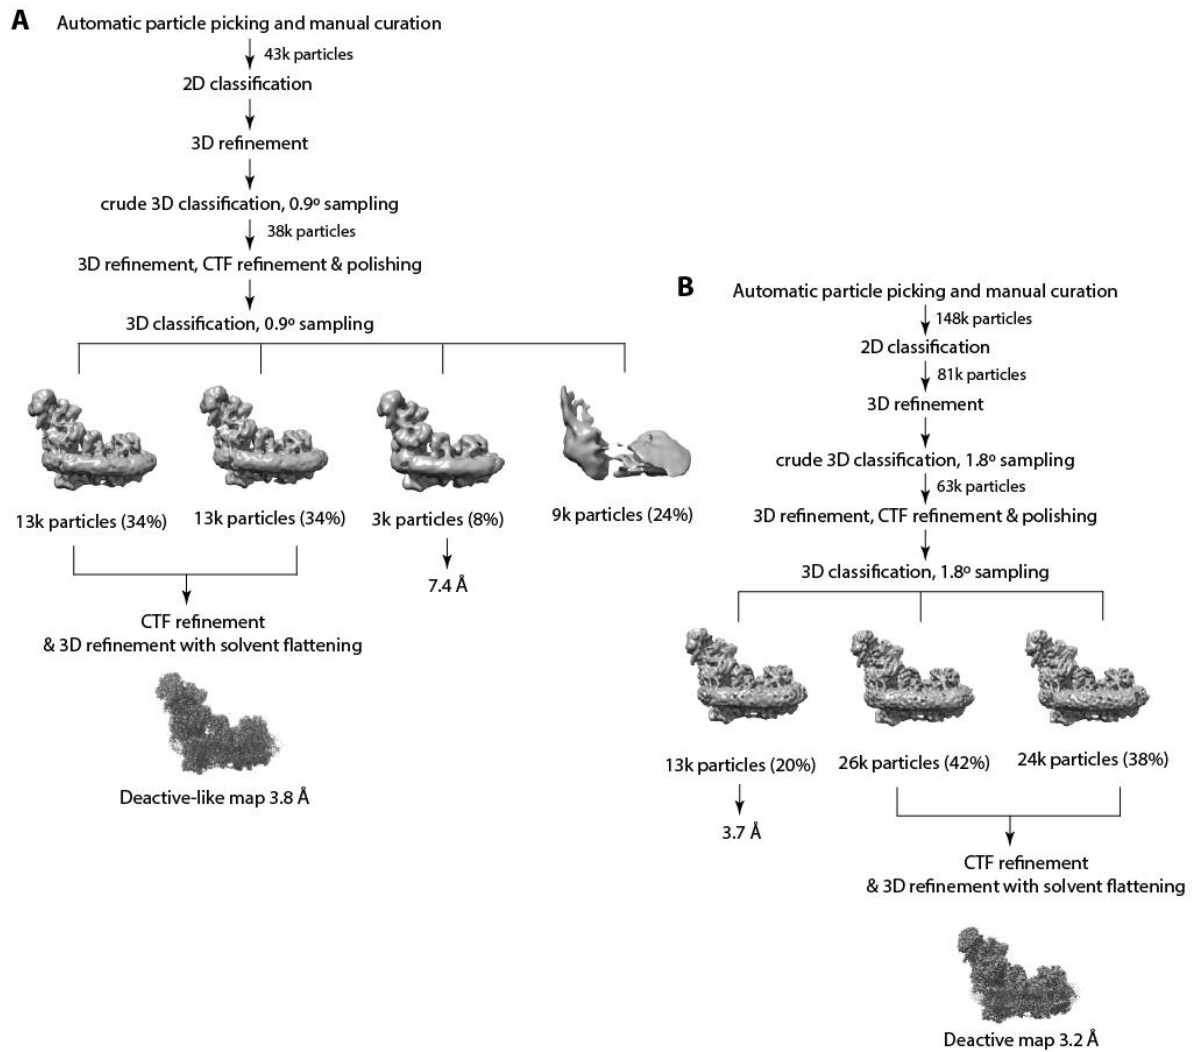 A
Automatic particle picking and manual curation
43k particles
2D classification
3D refinement
crude 3D classification, 0.9º sampling
38k particles
3D refinement, CTF refinement & polishing
3D classification, 0.9º sampling
13k particles (34%)
13k particles (34%)
3k particles (8%)
9k particles (24%)
7.4 Å
CTF refinement
& 3D refinement with solvent flattening
Deactive-like map 3.8 Å
B
Automatic particle picking and manual curation
148k particles
2D classification
81k particles
3D refinement
crude 3D classification, 1.8º sampling
63k particles
3D refinement, CTF refinement & polishing
3D classification, 1.8º sampling
13k particles (20%)
26k particles (42%)
24k particles (38%)
3.7 Å
CTF refinement
& 3D refinement with solvent flattening
Deactive map 3.2 Å